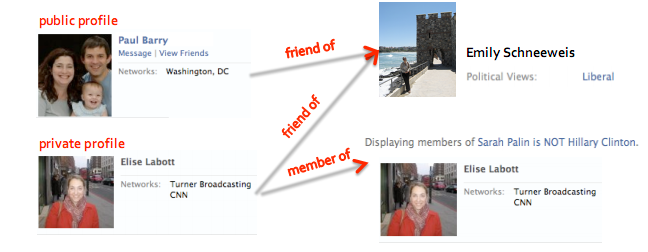 public profile
Paul Barry
Message | View Friends
Networks: Washington, DC
friend of
Emily Schneeweis
Political Views: Liberal
private profile
Elise Labott
Networks: Turner Broadcasting
CNN
friend of
member of
Displaying members of Sarah Palin is NOT Hillary Clinton.
Elise Labott
Networks: Turner Broadcasting
CNN